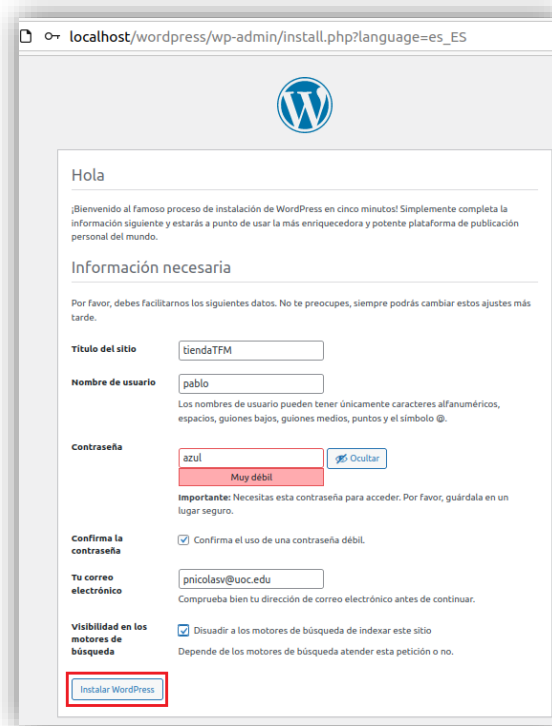 localhost/wordpress/wp-admin/install.php?language=es_ES
Hola
¡Bienvenido al famoso proceso de instalación de WordPress en cinco minutos! Simplemente completa la
información siguiente y estarás a punto de usar la más enriquecedora y potente plataforma de publicación
personal del mundo.
Información necesaria
Por favor, debes facilitarnos los siguientes datos. No te preocupes, siempre podrás cambiar estos ajustes más
tarde.
Título del sitio
tiendaTFM
Nombre de usuario
pablo
Los nombres de usuario pueden tener únicamente caracteres alfanuméricos,
espacios, guiones bajos, guiones medios, puntos y el símbolo @.
Contraseña
azul
Ocultar
Muy débil
Importante: Necesitas esta contraseña para acceder. Por favor, guárdala en un
lugar seguro.
Confirma la
contraseña
Confirma el uso de una contraseña débil.
Tu correo
electrónico
pnicolasv@uoc.edu
Comprueba bien tu dirección de correo electrónico antes de continuar.
Visibilidad en los
motores de
búsqueda
Disuadir a los motores de búsqueda de indexar este sitio
Depende de los motores de búsqueda atender esta petición o no.
Instalar WordPress